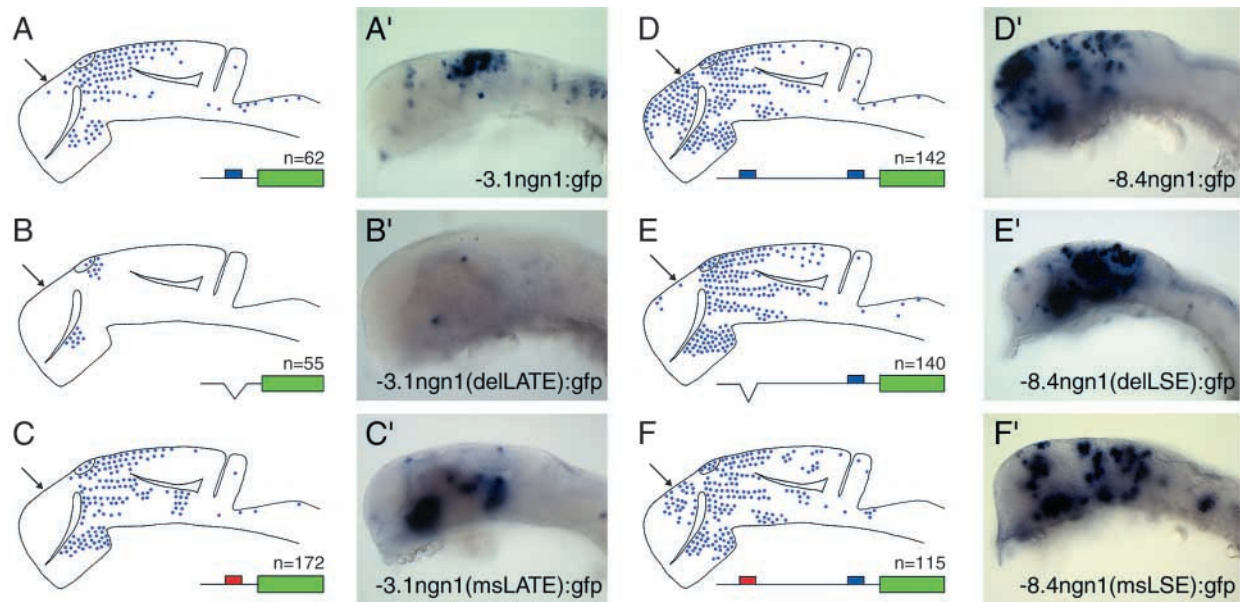 A
n=62
A'
-3.1ngn1:gfp
D
n=142
D'
-8.4ngn1:gfp
B
n=55
B'
-3.1ngn1(delLATE):gfp
E
n=140
E'
-8.4ngn1(delLSE):gfp
C
n=172
C'
-3.1ngn1(msLATE):gfp
F
n=115
F'
-8.4ngn1(msLSE):gfp